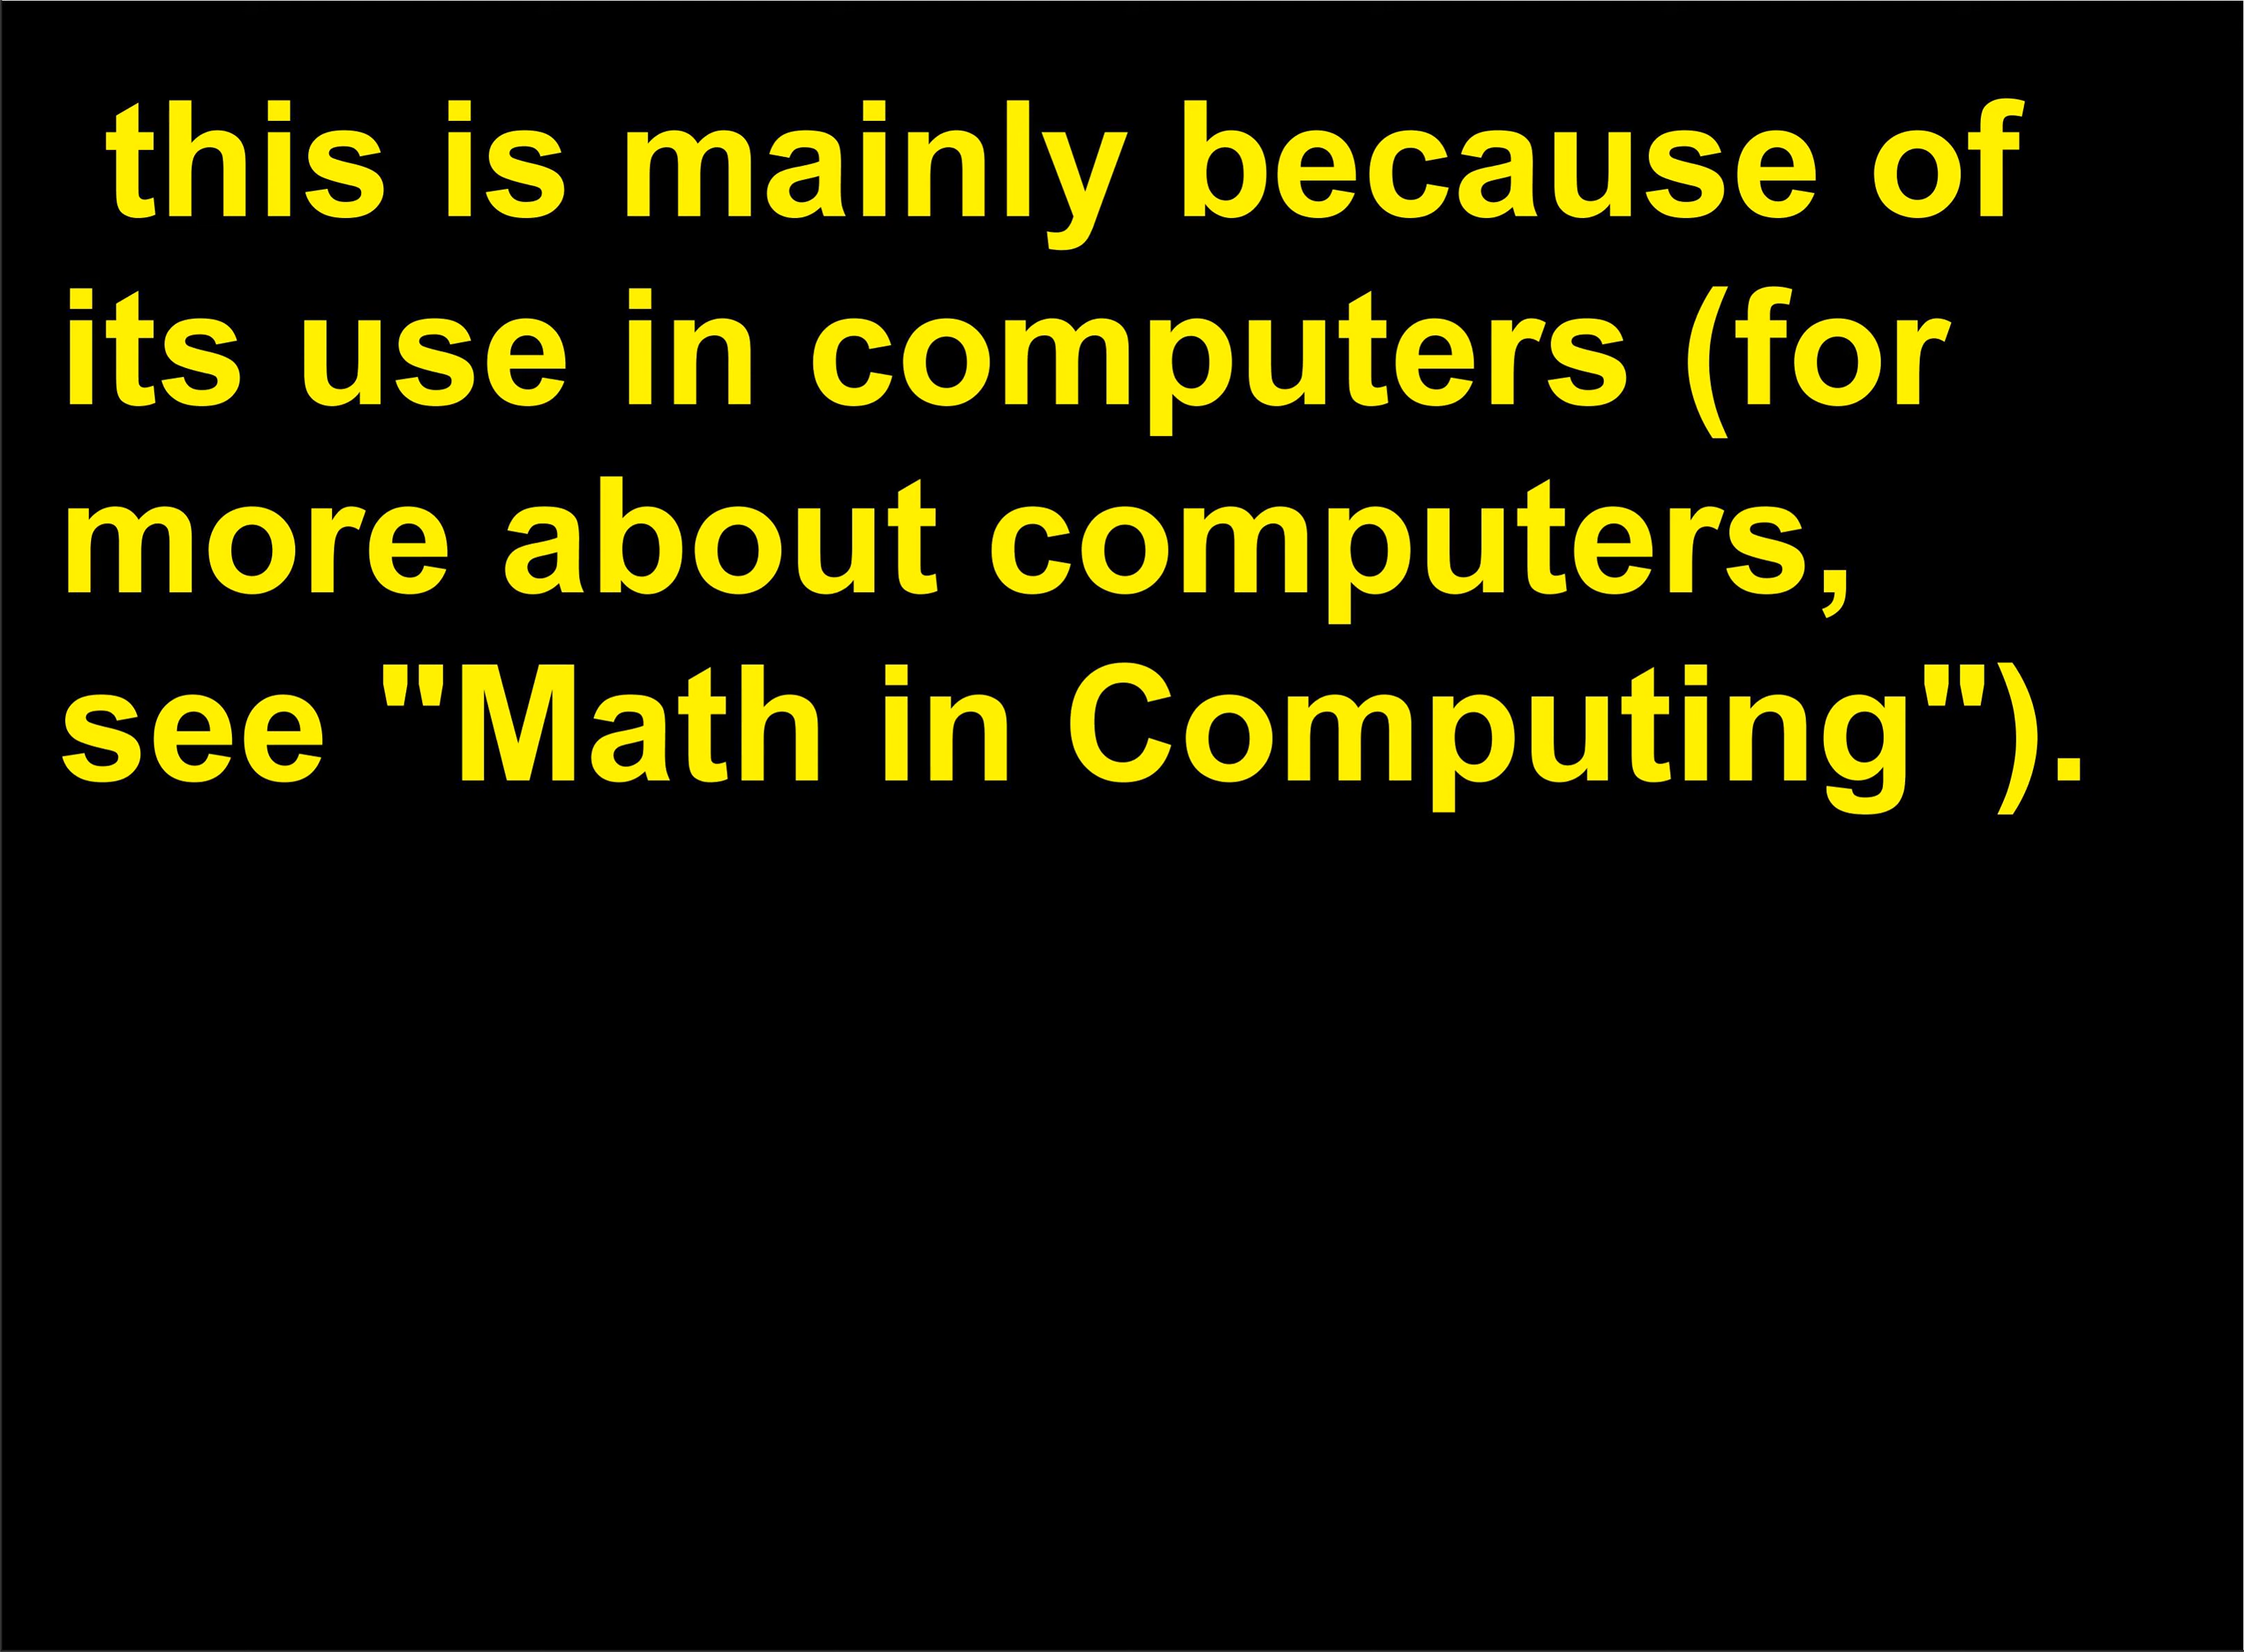 this is mainly because of
its use in computers (for
more about computers,
see "Math in Computing").